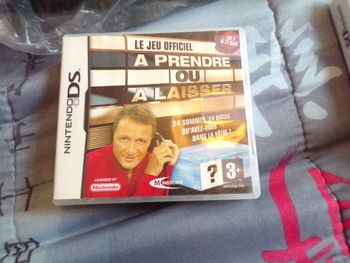 LE JEU OFFICIEL
A PRENDRE
OU
A LAISSER
24 SOMMES, 24 BOITES
QU'AVEZ-VOUS
DANS LA VÔTRE ?
NINTENDO DS
LICENSED BY
Nintendo
MINDSCAPE
?
3+